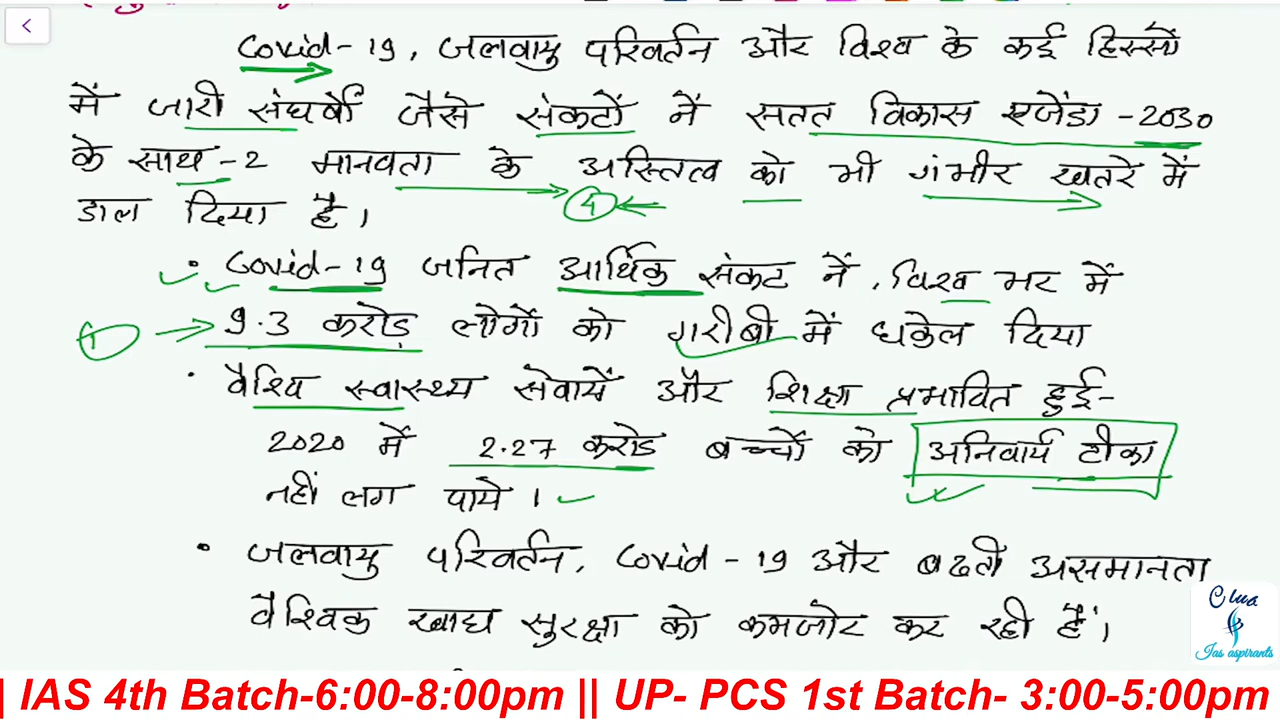 Covid-19, जलवायु परिवर्तन और विश्व के कई हिस्सों
में जारी संघर्षों जैसे संकटों में सतत विकास एजेंडा -2030
के साथ -2 मानवता के अस्तित्व को भी गंभीर खतरे में
4
डाल दिया है।
• Covid-19 जनित आर्थिक संकट में, विश्व भर में
1 → 9.3 करोड़ लोगों को गरीबी में धकेल दिया
• वैश्वि स्वास्थ्य सेवायें और शिक्षा प्रभावित हुई-
2020 में 2.27 करोड बच्चों को अनिवार्य टीका
नहीं लग पाये।
• जलवायु परिवर्तन, Covid-19 और बढती असमानता
वैश्विक खाद्य सुरक्षा को कमजोर कर रही हैं।
Clua
Ias aspirants
| IAS 4th Batch-6:00-8:00pm || UP- PCS 1st Batch- 3:00-5:00pm